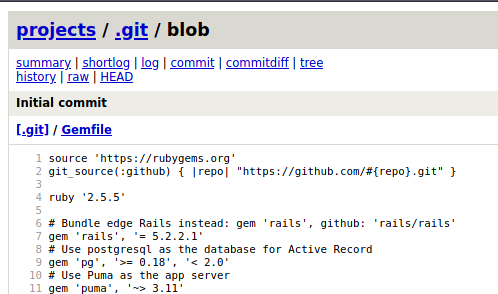 projects / .git / blob
summary | shortlog | log | commit | commitdiff | tree
history | raw | HEAD
Initial commit
[.git] / Gemfile
1 source 'https://rubygems.org'
2 git_source(:github) { |repo| "https://github.com/#{repo}.git" }
3
4 ruby '2.5.5'
5
6 # Bundle edge Rails instead: gem 'rails', github: 'rails/rails'
7 gem 'rails', '= 5.2.2.1'
8 # Use postgresql as the database for Active Record
9 gem 'pg', '>= 0.18', '< 2.0'
10 # Use Puma as the app server
11 gem 'puma', '~> 3.11'